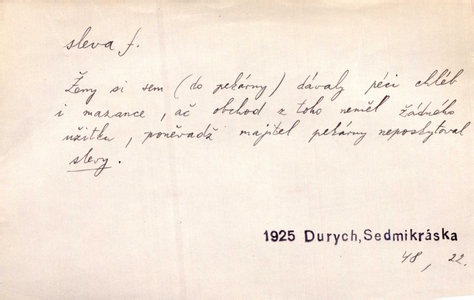 sleva f.
Ženy si sem (do pekárny) dávaly péci chléb
i mazance, ač obchod z toho neměl žádného
užitku, poněvadž majitel pekárny neposkytoval
slevy.
1925 Durych, Sedmikráska
48, 22.